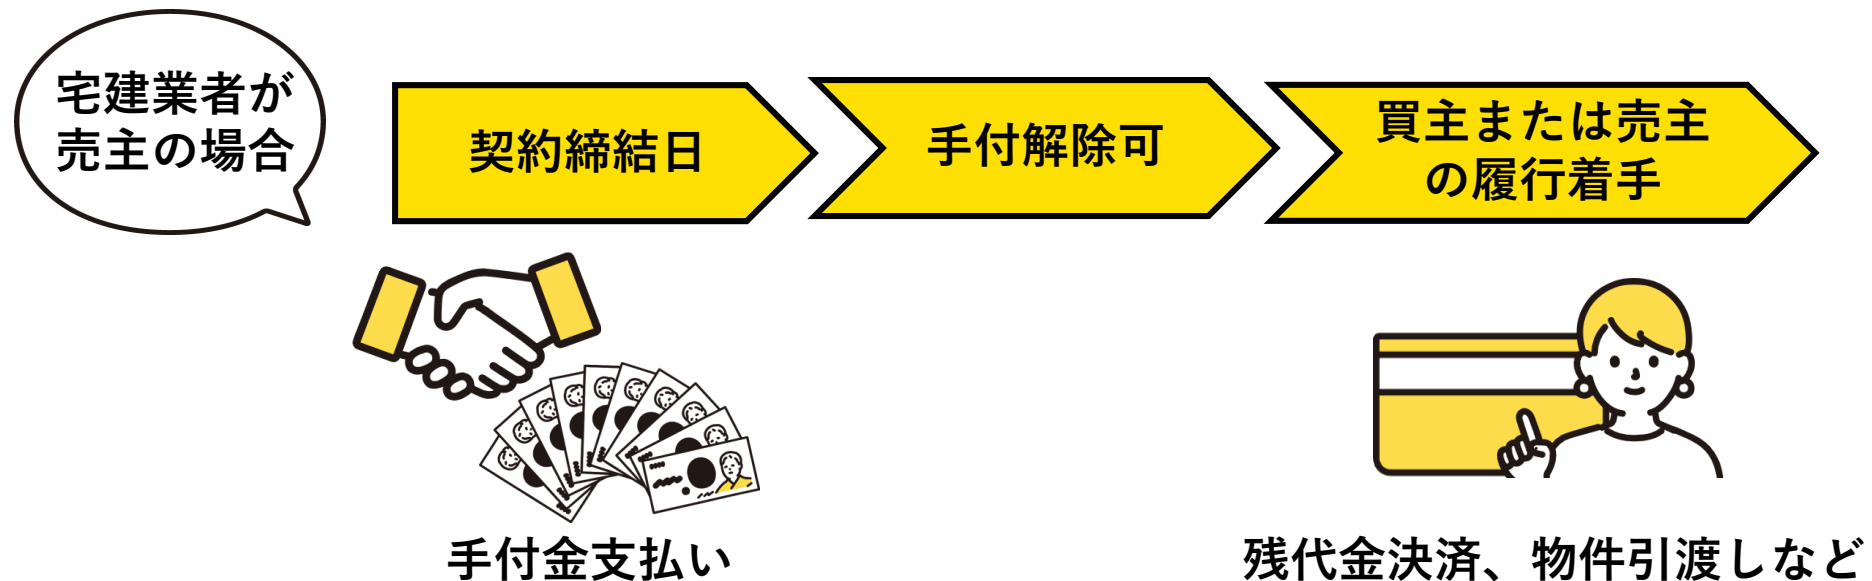 宅建業者が
売主の場合
契約締結日
手付解除可
買主または売主
の履行着手
手付金支払い
残代金決済、物件引渡しなど